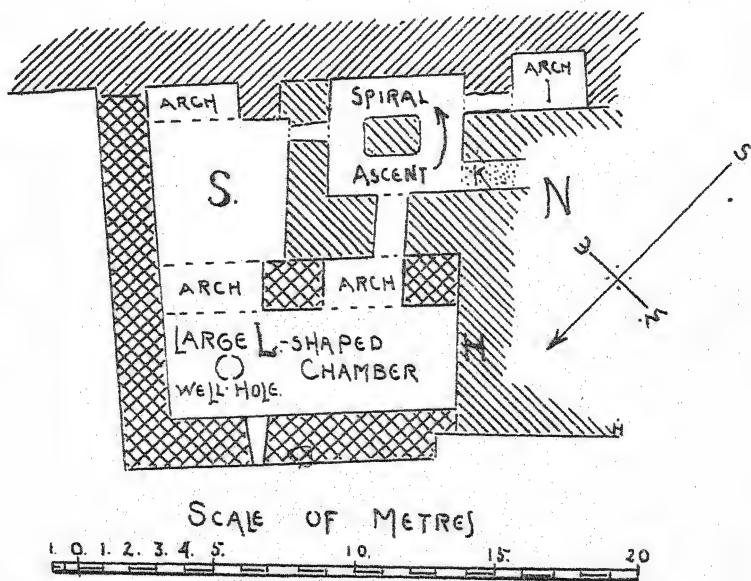 ARCH
SPIRAL
ARCH
ASCENT
K
S.
N
S.
E
W.
ARCH
ARCH
LARGE L-SHAPED
CHAMBER
H
WELL-HOLE.
H
G
SCALE OF METRES
1. 0. 1. 2. 3. 4. 5. 10. 15. 20